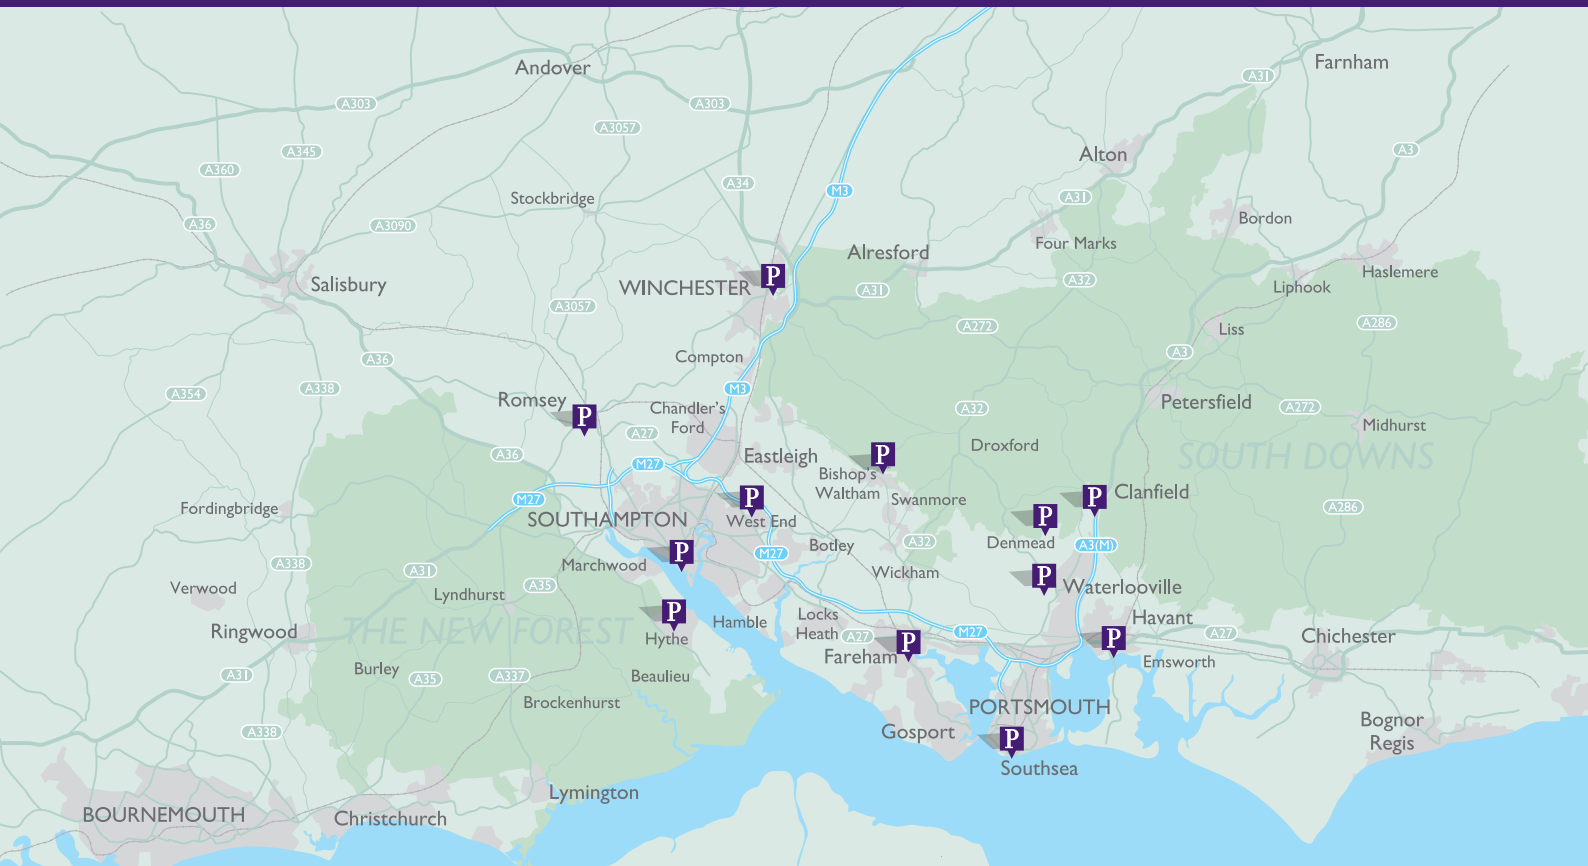 Andover
Farnham
A31
A303
A303
A3057
A345
A3
Alton
A360
A34
M3
A31
Stockbridge
A36
A3090
Bordon
Four Marks
Alresford
Haslemere
P
A32
Salisbury
WINCHESTER
A31
Liphook
A3057
A272
A286
Liss
A36
Compton
A3
A338
M3
A354
Romsey
Petersfield
Chandler's
Ford
A32
A272
P
A27
Midhurst
Droxford
A36
M27
Eastleigh
P
SOUTH DOWNS
Bishop's
Waltham
Clanfield
P
M27
P
Swanmore
Fordingbridge
SOUTHAMPTON
West End
P
A286
A32
Denmead
A3(M)
Botley
P
M27
A338
Marchwood
A31
Wickham
P
Verwood
A35
Waterlooville
Lyndhurst
P
Hamble
Locks
Heath
Havant
Ringwood
THE NEW FOREST
Hythe
A27
M27
P
A27
Chichester
P
Fareham
Emsworth
Burley
A31
A35
A337
Beaulieu
Brockenhurst
PORTSMOUTH
A338
Gosport
P
Bognor
Regis
Southsea
Lymington
BOURNEMOUTH
Christchurch